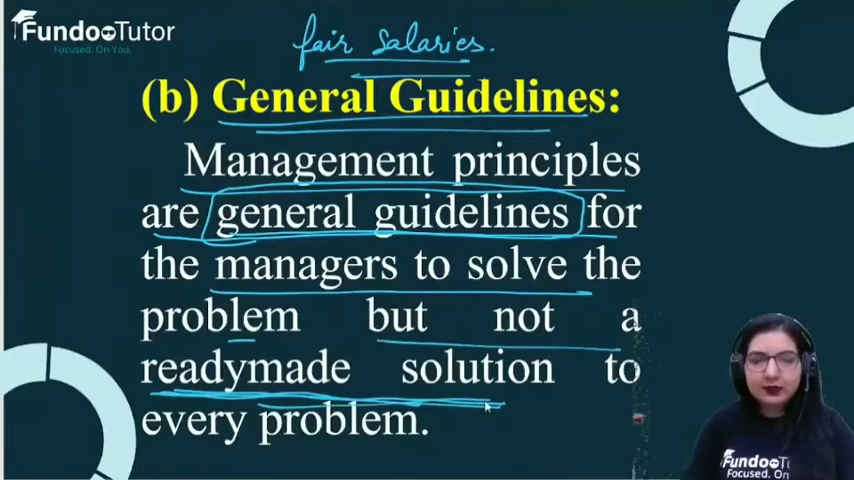 FundooTutor
Focused. On You.
fair salaries.
(b) General Guidelines:
Management principles
are general guidelines for
the managers to solve the
problem but not a
readymade solution to
every problem.
FundooT
Focused. On